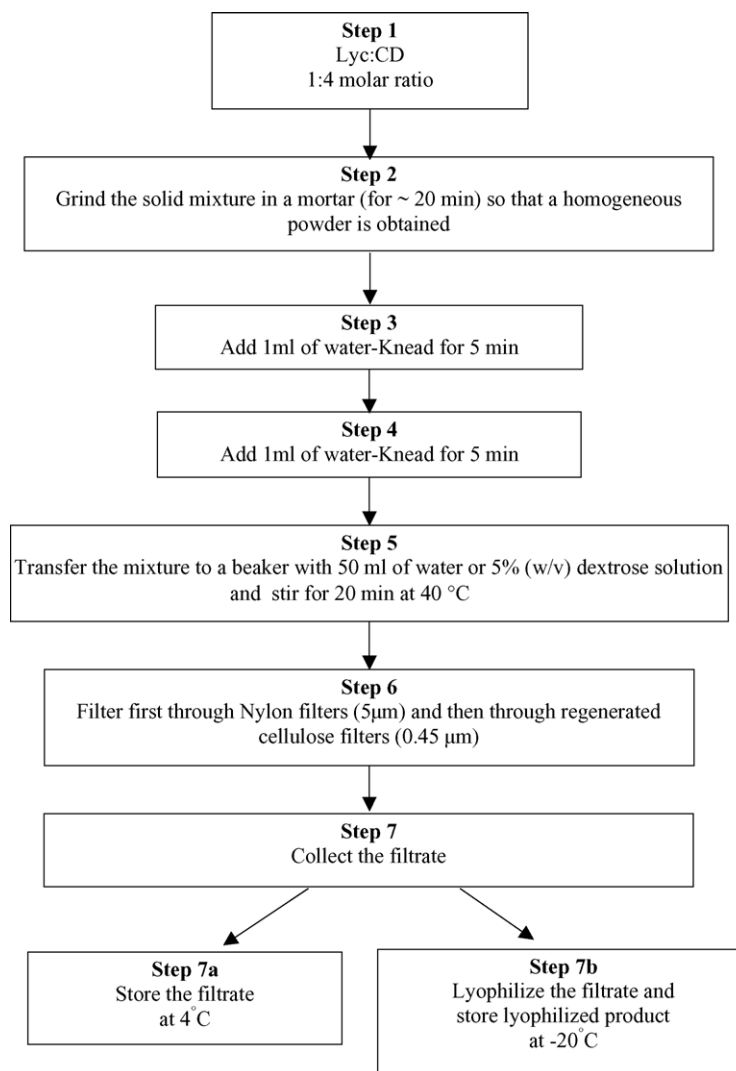 Step 1
Lyc:CD
1:4 molar ratio
Step 2
Grind the solid mixture in a mortar (for ~ 20 min) so that a homogeneous
powder is obtained
Step 3
Add 1ml of water-Knead for 5 min
Step 4
Add 1ml of water-Knead for 5 min
Step 5
Transfer the mixture to a beaker with 50 ml of water or 5% (w/v) dextrose solution
and stir for 20 min at 40 °C
Step 6
Filter first through Nylon filters (5μm) and then through regenerated
cellulose filters (0.45 μm)
Step 7
Collect the filtrate
Step 7a
Store the filtrate
at 4°C
Step 7b
Lyophilize the filtrate and
store lyophilized product
at -20°C